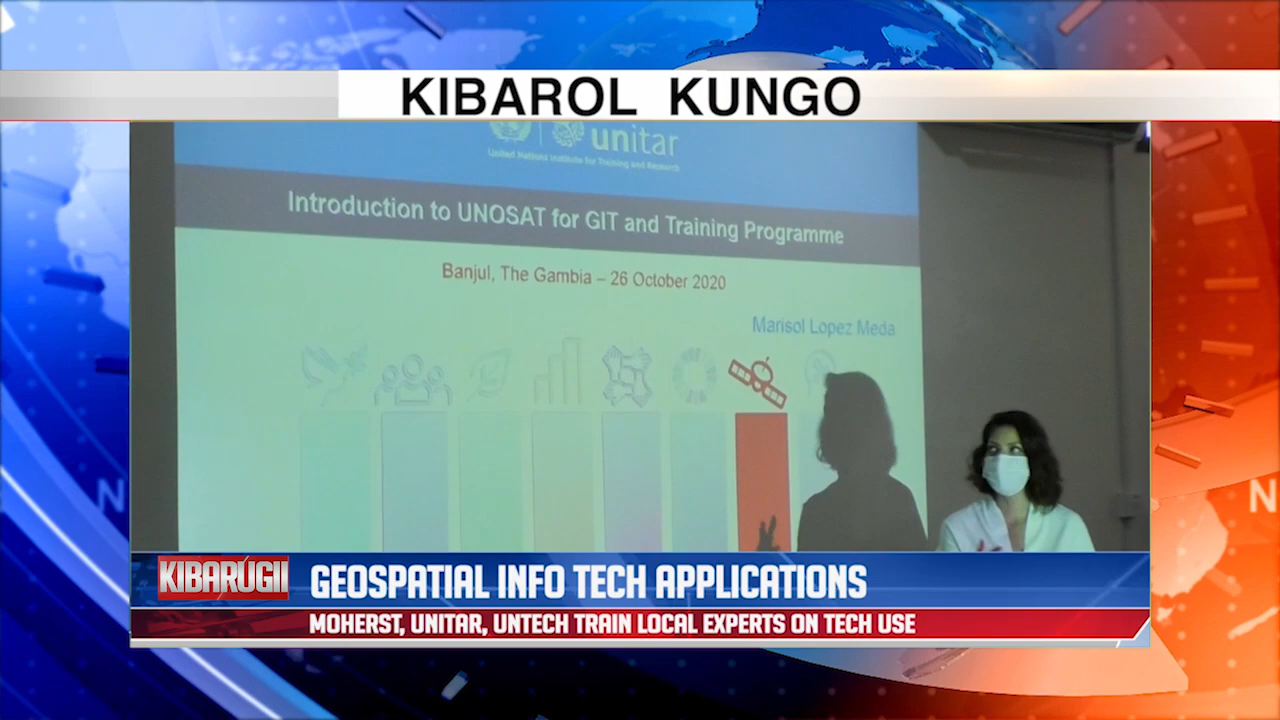 KIBAROL KUNGO
unitar
United Nations Institute for Training and Research
Introduction to UNOSAT for GIT and Training Programme
Banjul, The Gambia – 26 October 2020
Marisol Lopez Meda
N
N
KIBARÚGII
GEOSPATIAL INFO TECH APPLICATIONS
MOHERST, UNITAR, UNTECH TRAIN LOCAL EXPERTS ON TECH USE